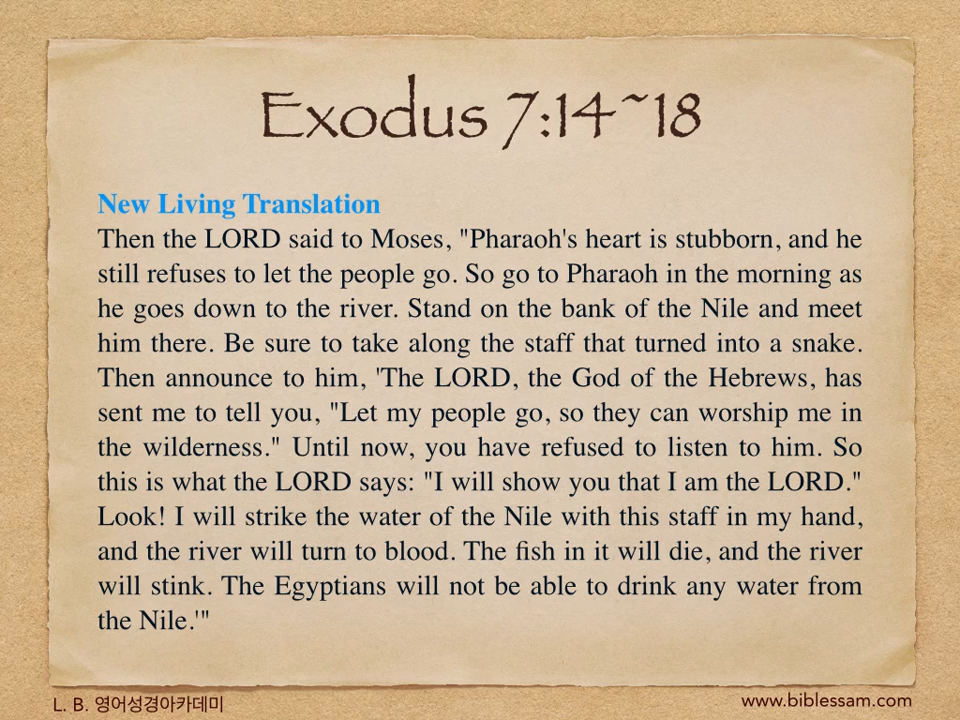 Exodus 7:14~18
New Living Translation
Then the LORD said to Moses, "Pharaoh's heart is stubborn, and he
still refuses to let the people go. So go to Pharaoh in the morning as
he goes down to the river. Stand on the bank of the Nile and meet
him there. Be sure to take along the staff that turned into a snake.
Then announce to him, 'The LORD, the God of the Hebrews, has
sent me to tell you, "Let my people go, so they can worship me in
the wilderness." Until now, you have refused to listen to him. So
this is what the LORD says: "I will show you that I am the LORD."
Look! I will strike the water of the Nile with this staff in my hand,
and the river will turn to blood. The fish in it will die, and the river
will stink. The Egyptians will not be able to drink any water from
the Nile.'"
L. B. 영어성경아카데미
www.biblessam.com